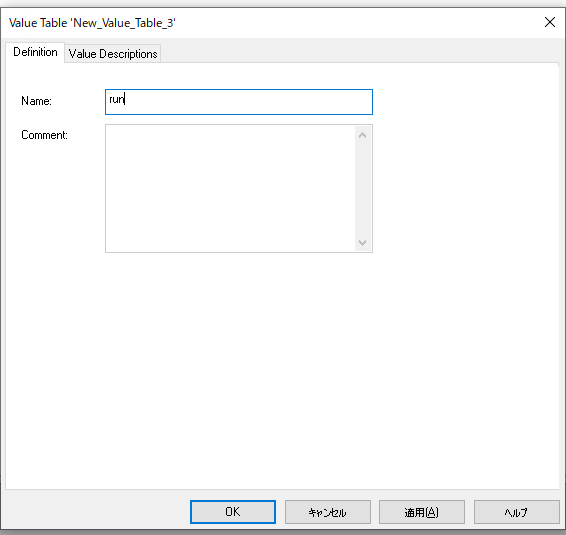 Value Table 'New_Value_Table_3'
Definition Value Descriptions
Name: run
Comment:
OK キャンセル 適用(A) ヘルプ